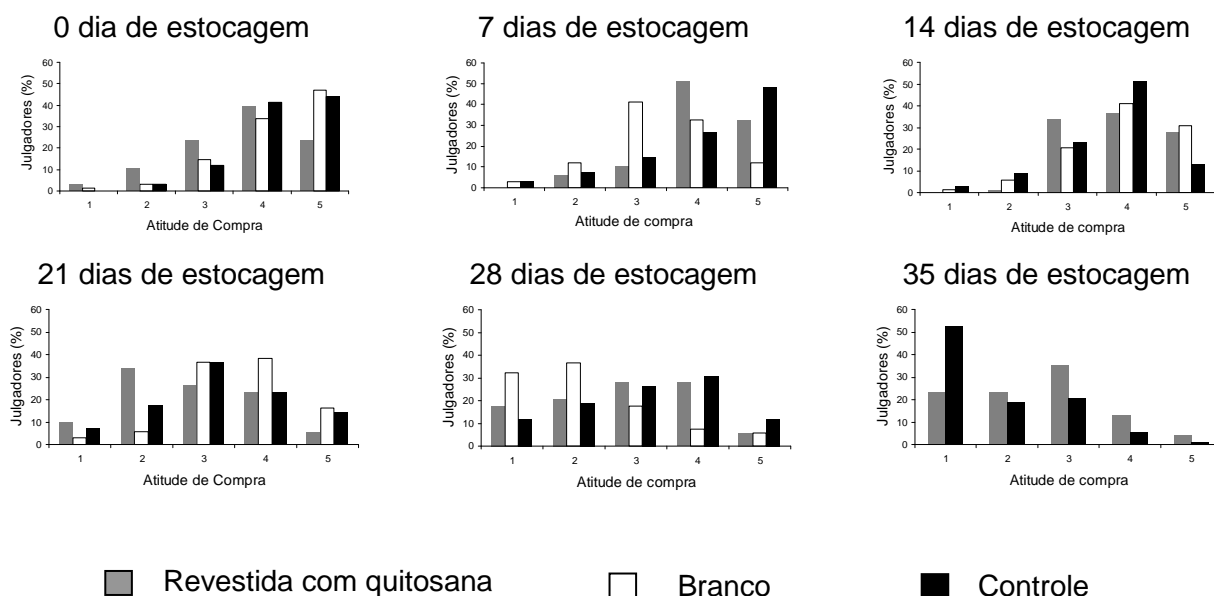 0 dia de estocagem
7 dias de estocagem
14 dias de estocagem
Julgadores (%)
60
50
40
30
20
10
0
1 2 3 4 5
Atitude de Compra
Julgadores (%)
60
50
40
30
20
10
0
1 2 3 4 5
Atitude de compra
Julgadores (%)
60
50
40
30
20
10
0
1 2 3 4 5
Atitude de compra
21 dias de estocagem
28 dias de estocagem
35 dias de estocagem
Julgadores (%)
60
50
40
30
20
10
0
1 2 3 4 5
Atitude de Compra
Julgadores (%)
60
50
40
30
20
10
0
1 2 3 4 5
Atitude de compra
Julgadores (%)
60
50
40
30
20
10
0
1 2 3 4 5
Atitude de compra
Revestida com quitosana
Branco
Controle